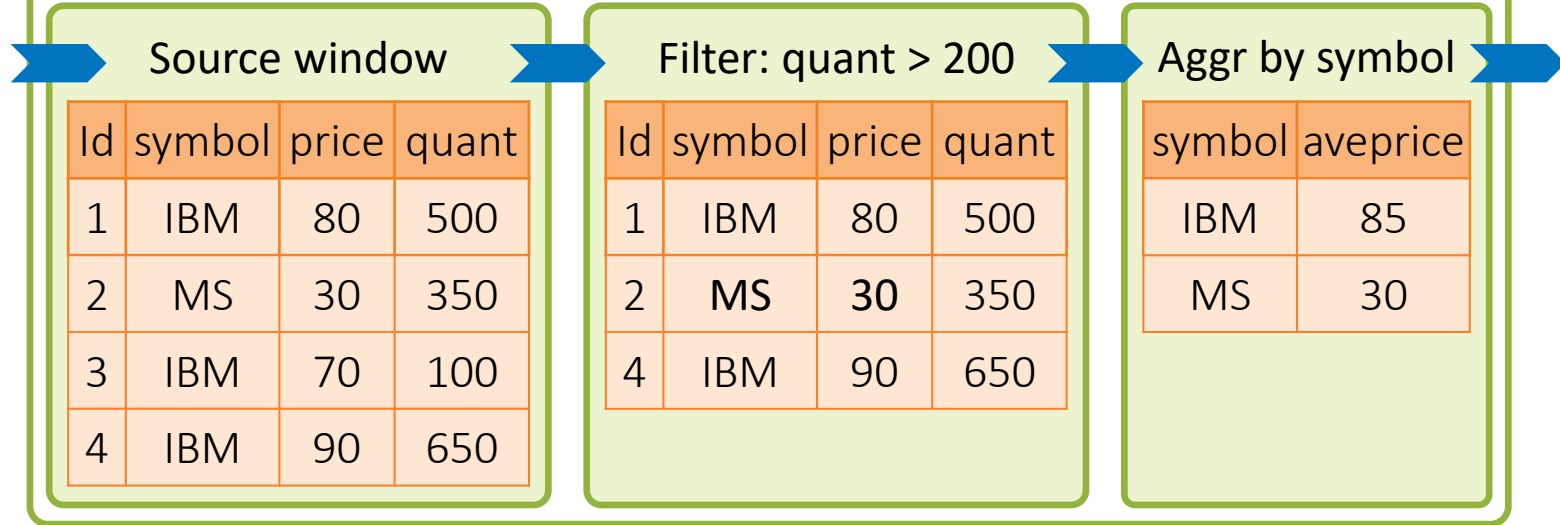 Source window
Id symbol price quant
1 IBM 80 500
2 MS 30 350
3 IBM 70 100
4 IBM 90 650
Filter: quant > 200
Id symbol price quant
1 IBM 80 500
2 MS 30 350
4 IBM 90 650
Aggr by symbol
symbol aveprice
IBM 85
MS 30